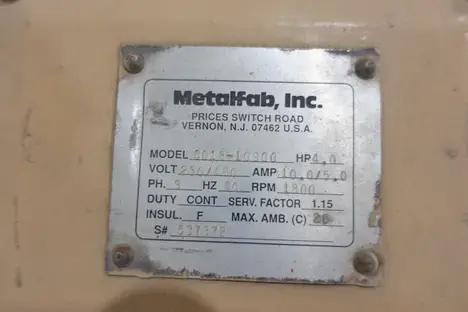 Metalfab, Inc.
PRICES SWITCH ROAD
VERNON, N.J. 07462 U.S.A.
MODEL HP 4.0
VOLT AMP 10.0/5.0
PH. 3 HZ RPM 1800
DUTY CONT SERV. FACTOR 1.15
INSUL. F MAX. AMB. (C)
S#